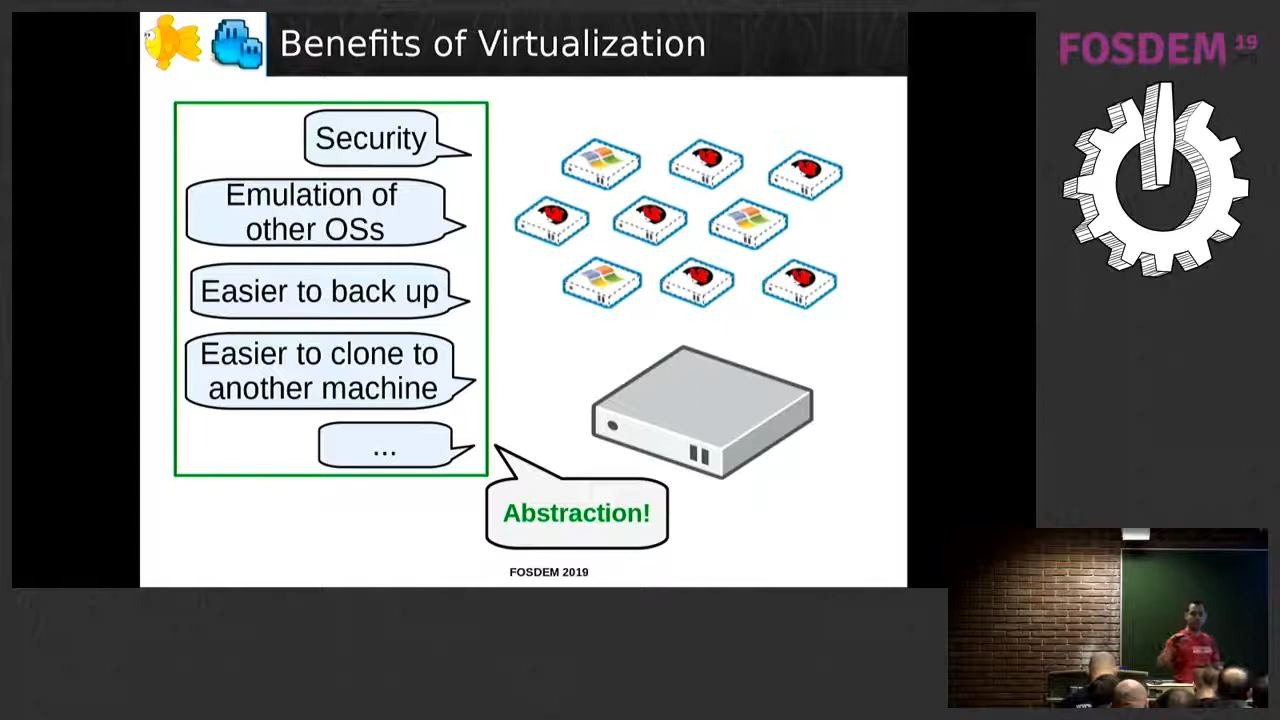 Benefits of Virtualization
FOSDEM 19
Security
Emulation of
other OSs
Easier to back up
Easier to clone to
another machine
...
Abstraction!
FOSDEM 2019